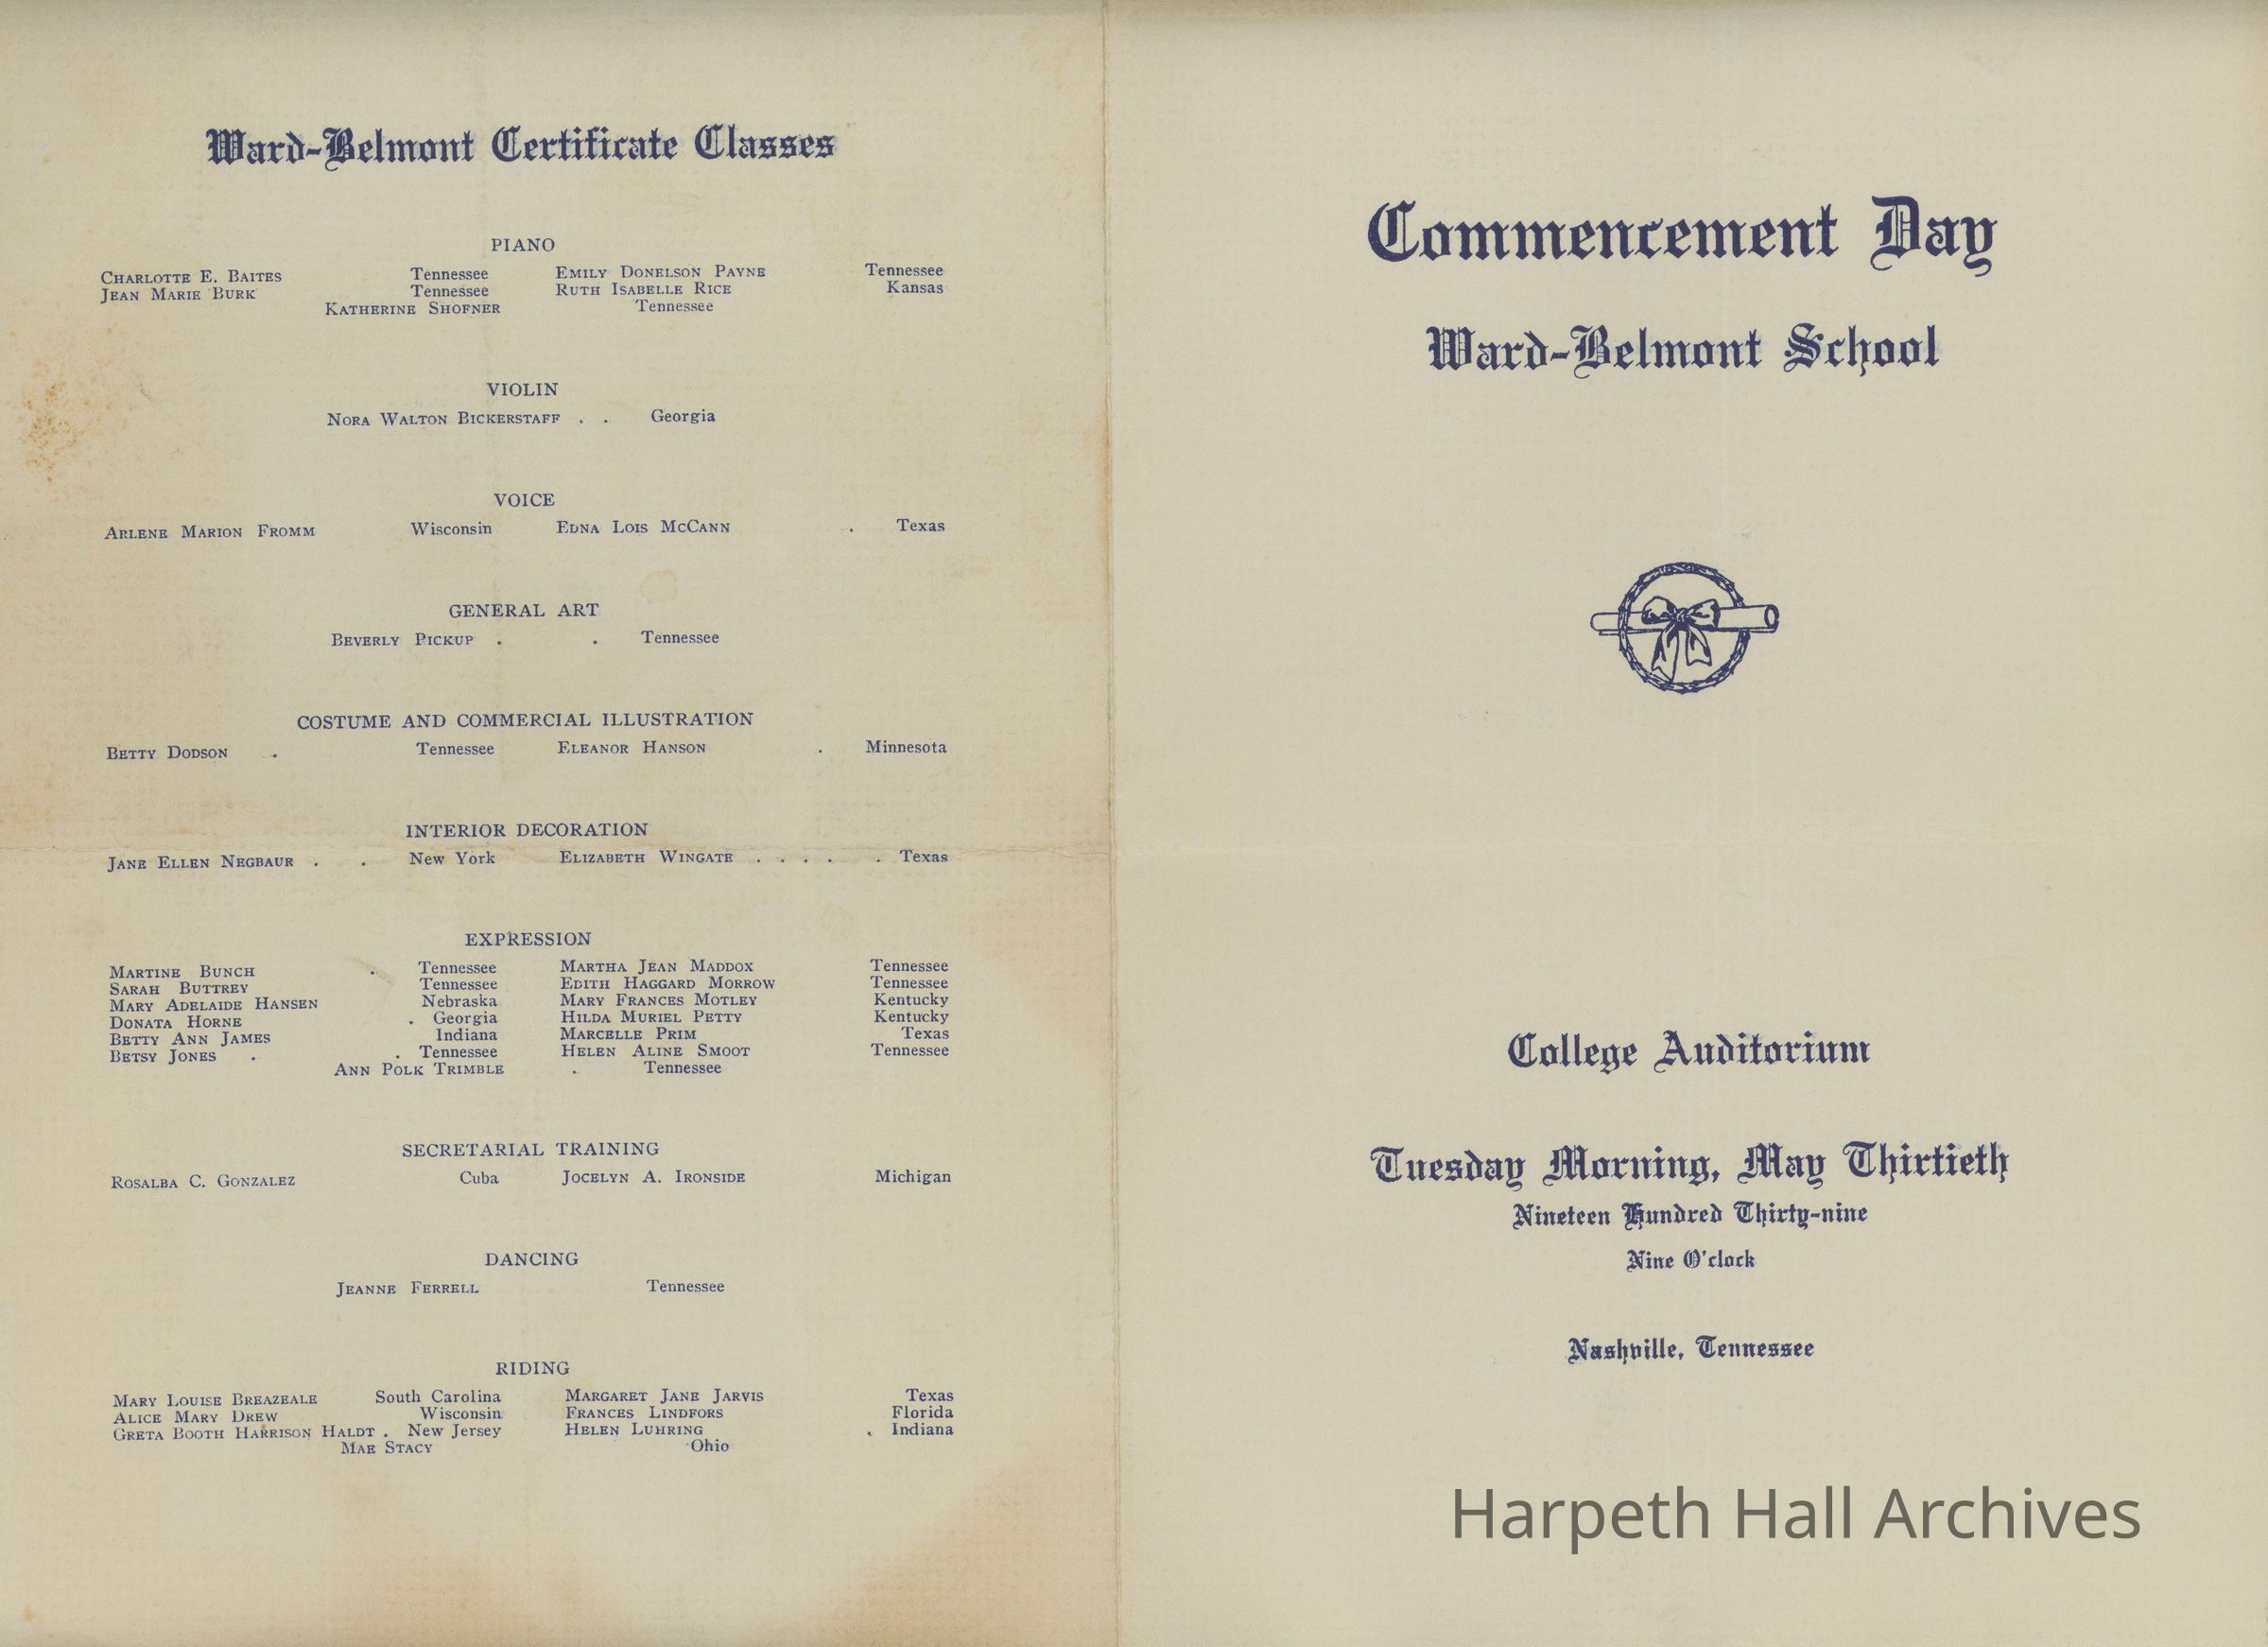 Ward-Belmont Certificate Classes
PIANO
CHARLOTTE E. BAITES Tennessee EMILY DONELSON PAYNE Tennessee
JEAN MARIE BURK Tennessee RUTH ISABELLE RICE Kansas
KATHERINE SHOFNER Tennessee
VIOLIN
NORA WALTON BICKERSTAFF . . Georgia
VOICE
ARLENE MARION FROMM Wisconsin EDNA LOIS MCCANN . Texas
GENERAL ART
BEVERLY PICKUP . . Tennessee
COSTUME AND COMMERCIAL ILLUSTRATION
BETTY DODSON . Tennessee ELEANOR HANSON . Minnesota
INTERIOR DECORATION
JANE ELLEN NEGBAUR . . New York ELIZABETH WINGATE . . . . . Texas
EXPRESSION
MARTINE BUNCH . Tennessee MARTHA JEAN MADDOX Tennessee
SARAH BUTTREY Tennessee EDITH HAGGARD MORROW Tennessee
MARY ADELAIDE HANSEN Nebraska MARY FRANCES MOTLEY Kentucky
DONATA HORNE . Georgia HILDA MURIEL PETTY Kentucky
BETTY ANN JAMES Indiana MARCELLE PRIM Texas
BETSY JONES . . Tennessee HELEN ALINE SMOOT Tennessee
ANN POLK TRIMBLE . Tennessee
SECRETARIAL TRAINING
ROSALBA C. GONZALEZ Cuba JOCELYN A. IRONSIDE Michigan
DANCING
JEANNE FERRELL Tennessee
RIDING
MARY LOUISE BREAZEALE South Carolina MARGARET JANE JARVIS Texas
ALICE MARY DREW Wisconsin FRANCES LINDFORS Florida
GRETA BOOTH HARRISON HALDT . New Jersey HELEN LUHRING . Indiana
MAE STACY Ohio
Commencement Day
Ward-Belmont School
College Auditorium
Tuesday Morning, May Thirtieth
Nineteen Hundred Thirty-nine
Nine O'clock
Nashville, Tennessee
Harpeth Hall Archives